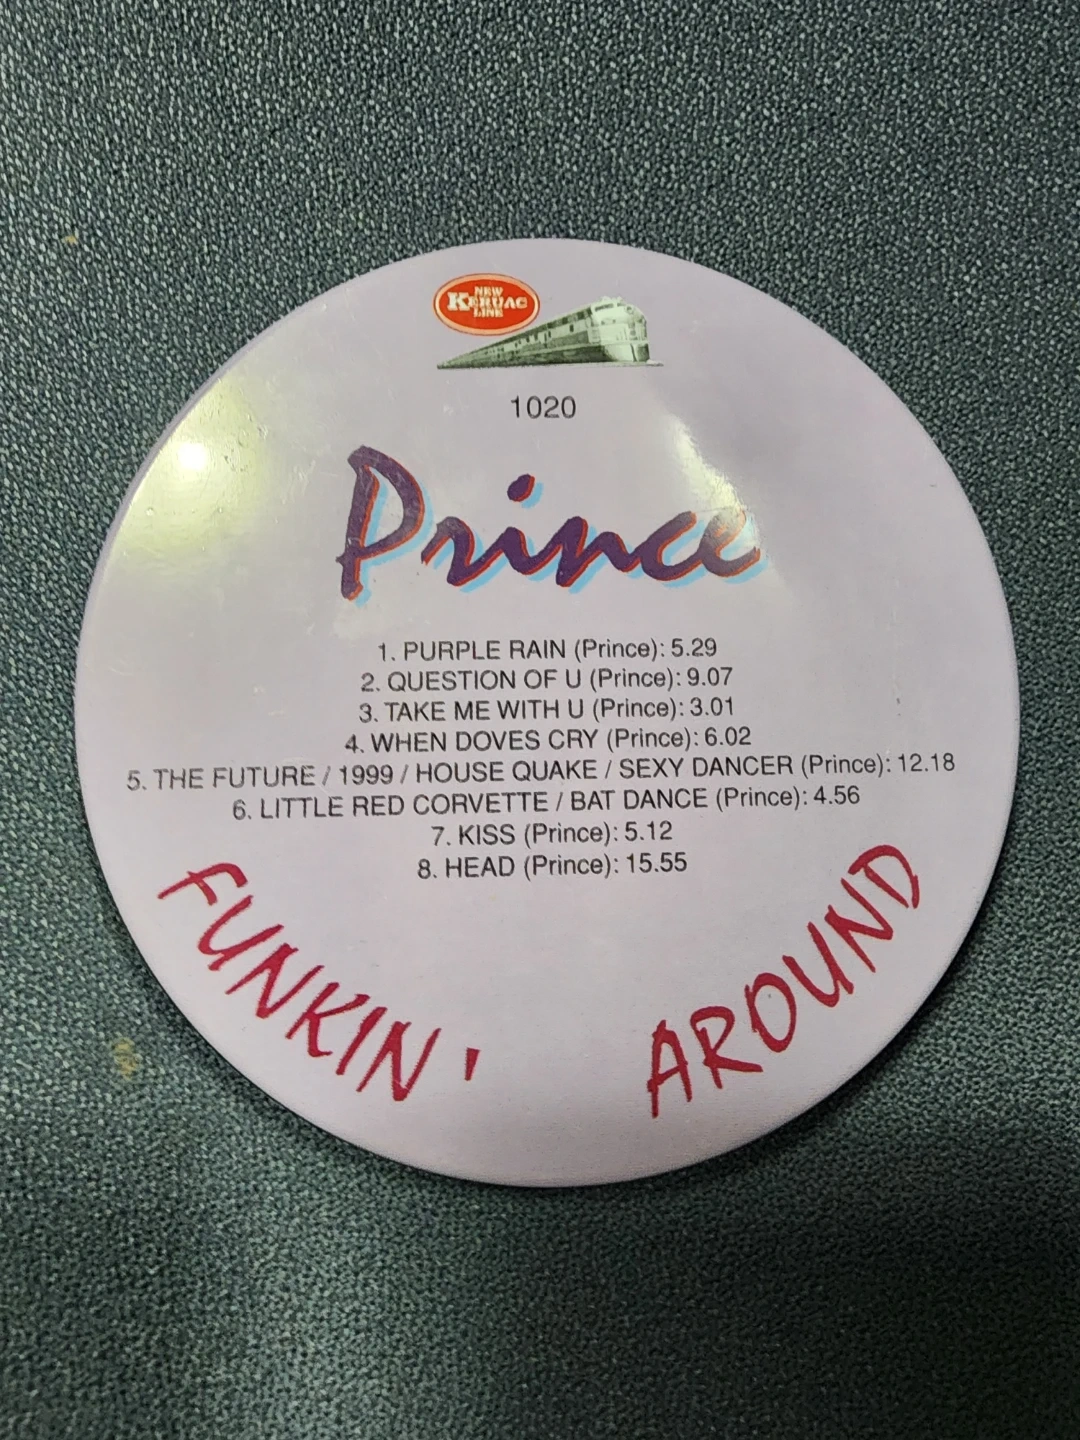 NEW
KERUAC
LINE
1020
Prince
1. PURPLE RAIN (Prince): 5.29
2. QUESTION OF U (Prince): 9.07
3. TAKE ME WITH U (Prince): 3.01
4. WHEN DOVES CRY (Prince): 6.02
5. THE FUTURE / 1999 / HOUSE QUAKE / SEXY DANCER (Prince): 12.18
6. LITTLE RED CORVETTE / BAT DANCE (Prince): 4.56
7. KISS (Prince): 5.12
8. HEAD (Prince): 15.55
FUNKIN' AROUND